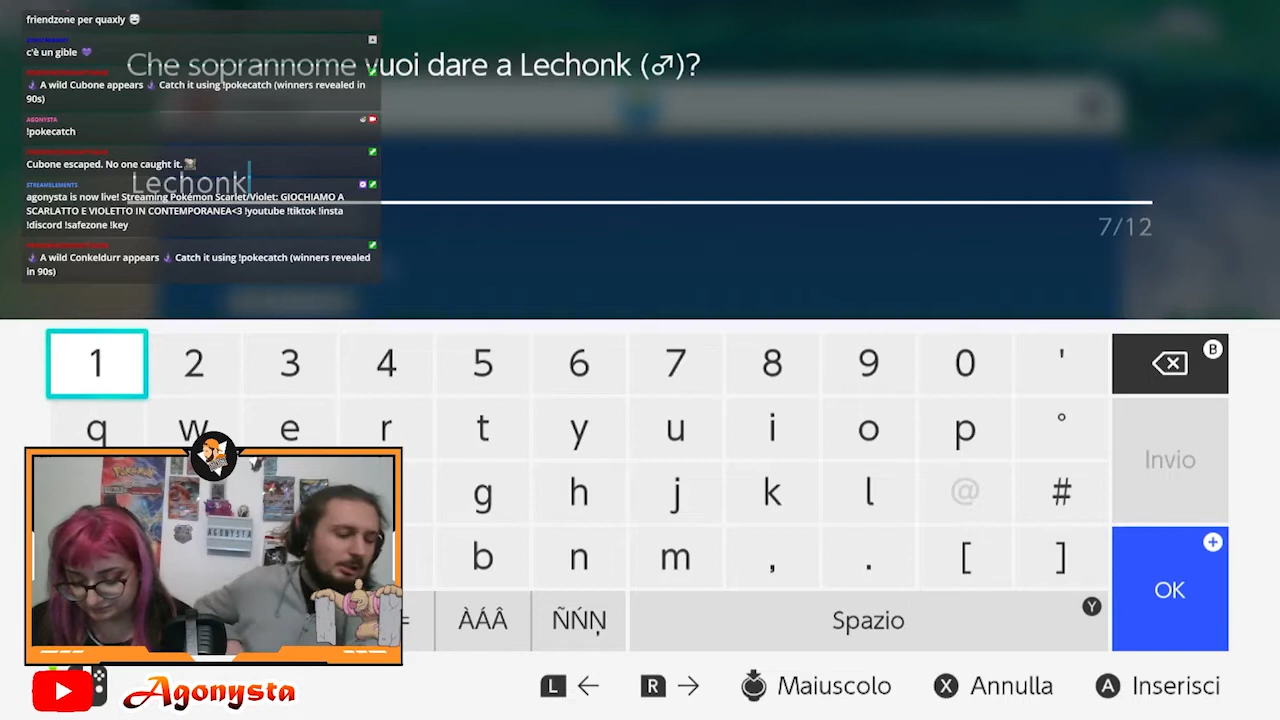 friendzone per quaxly
c'è un gible
A wild Cubone appears Catch it using !pokecatch (winners revealed in
90s)
AGONYSTA
!pokecatch
Cubone escaped. No one caught it.
STREAMELEMENTS
agonysta is now live! Streaming Pokémon Scarlet/Violet: GIOCHIAMO A
SCARLATTO E VIOLETTO IN CONTEMPORANEA<3 !youtube !tiktok !insta
!discord !safezone !key
A wild Conkeldurr appears Catch it using !pokecatch (winners revealed
in 90s)
Che soprannome vuoi dare a Lechonk (♂)?
Lechonk
7/12
1 2 3 4 5 6 7 8 9 0 ' B
q w e r t y u i o p ° Invio
g h j k l @ #
b n m , . [ ] + OK
= ÀÁÂ ÑŃŅ Spazio Y
AGONYSTA
Agonysta
L ← R → Maiuscolo X Annulla A Inserisci